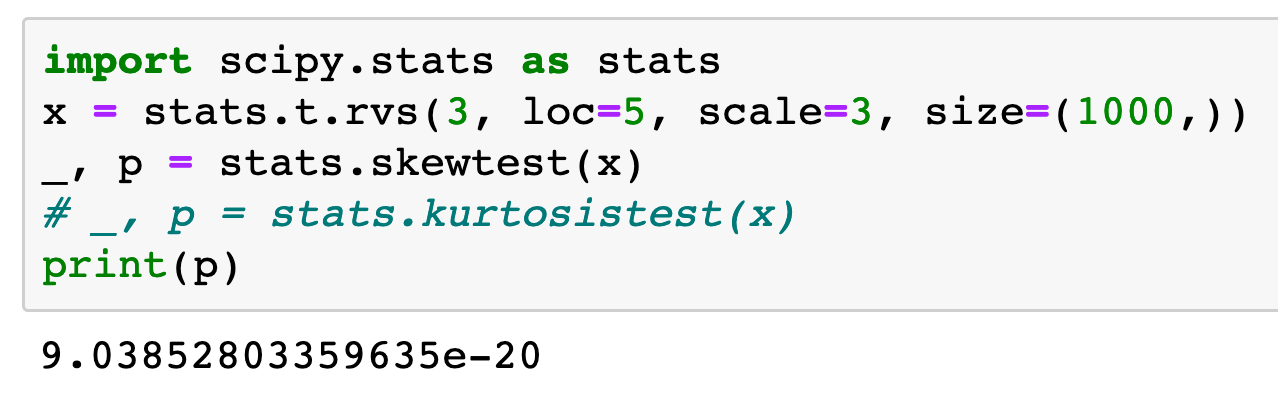 import scipy.stats as stats
x = stats.t.rvs(3, loc=5, scale=3, size=(1000,))
_, p = stats.skewtest(x)
# _, p = stats.kurtosistest(x)
print(p)
9.03852803359635e-20